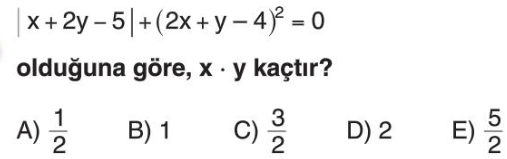 |x + 2y – 5| + (2x + y – 4)² = 0
olduğuna göre, x · y kaçtır?
A) 1/2 B) 1 C) 3/2 D) 2 E) 5/2